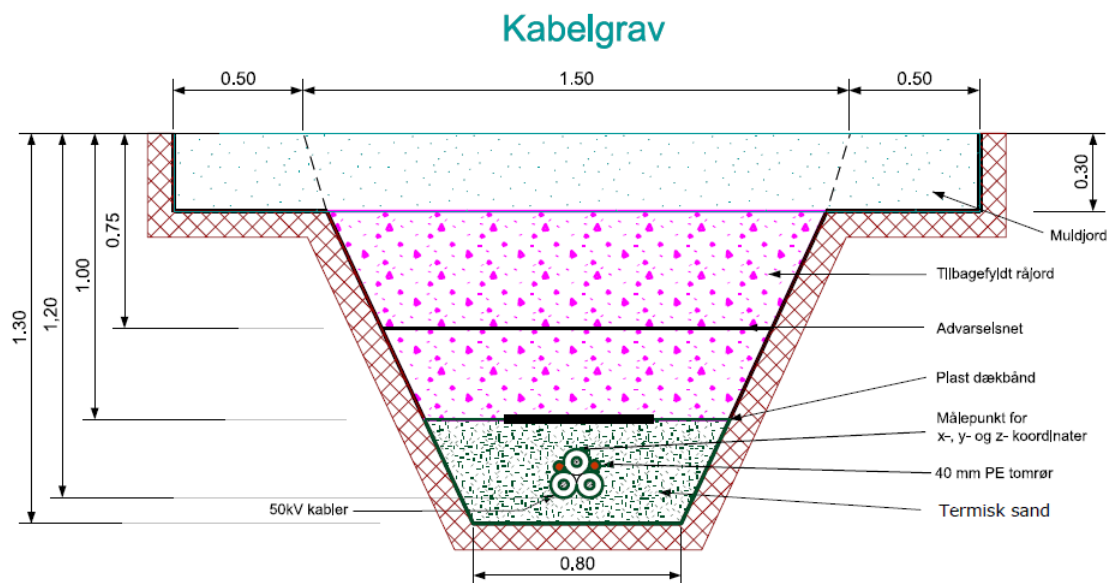 Kabelgrav
0.50
1.50
0.50
0.30
0.75
1.00
1,20
1.30
Muldjord
Tilbagefyldt råjord
Advarselsnet
Plast dækbånd
Målepunkt for
x-, y- og z- koordinater
40 mm PE tomrør
Termisk sand
50kV kabler
0.80